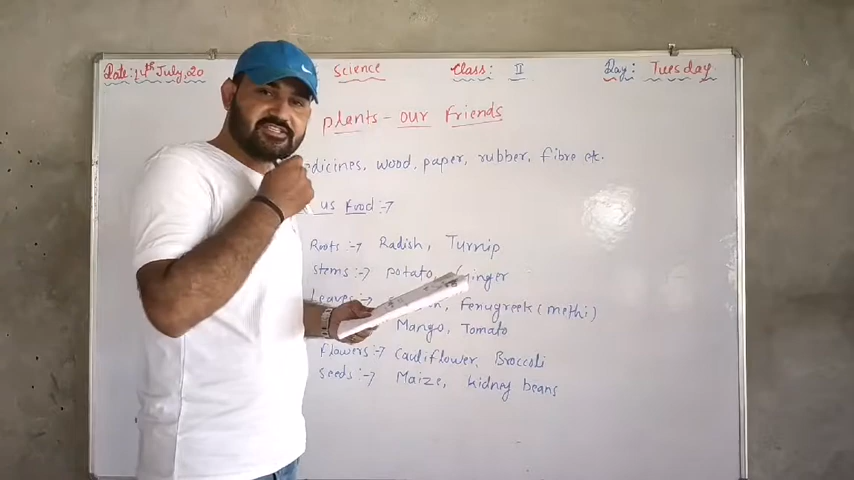 Date: 14th July, 20 Science Class: II Day: Tuesday
Plants - our Friends
medicines, wood, paper, rubber, fibre etc.
us Food :-
Roots :-> Radish, Turnip
Stems :-> Potato, Ginger
Leaves :-> Fenugreek (methi)
Mango, Tomato
Flowers :-> Cauliflower, Broccoli
Seeds :-> Maize, kidney beans